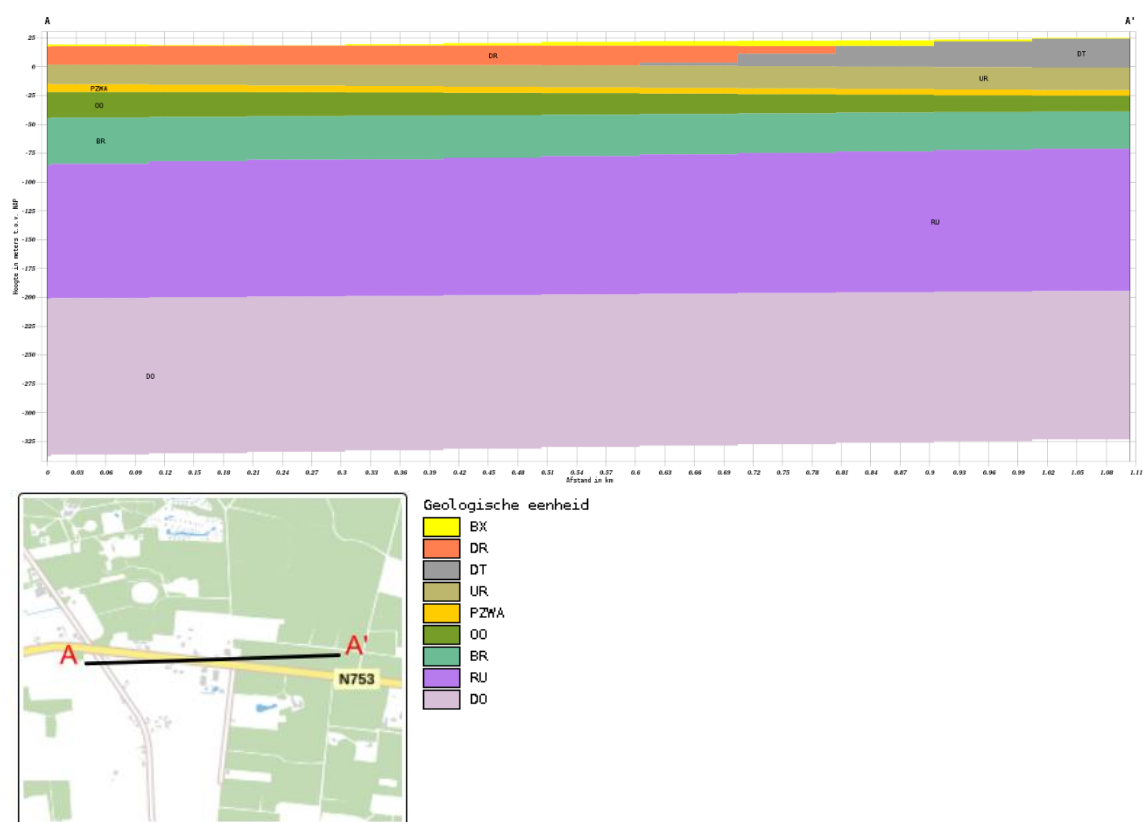 A A'
25
0
-25
-50
-75
-100
-125
-150
-175
-200
-225
-250
-275
-300
-325
Hoogte in meters t.o.v. NAP
DR
DT
UR
PZWA
OO
BR
RU
DO
0 0.03 0.06 0.09 0.12 0.15 0.18 0.21 0.24 0.27 0.3 0.33 0.36 0.39 0.42 0.45 0.48 0.51 0.54 0.57 0.6 0.63 0.66 0.69 0.72 0.75 0.78 0.81 0.84 0.87 0.9 0.93 0.96 0.99 1.02 1.05 1.08 1.11
Afstand in km
A A'
N753
Geologische eenheid
BX
DR
DT
UR
PZWA
OO
BR
RU
DO